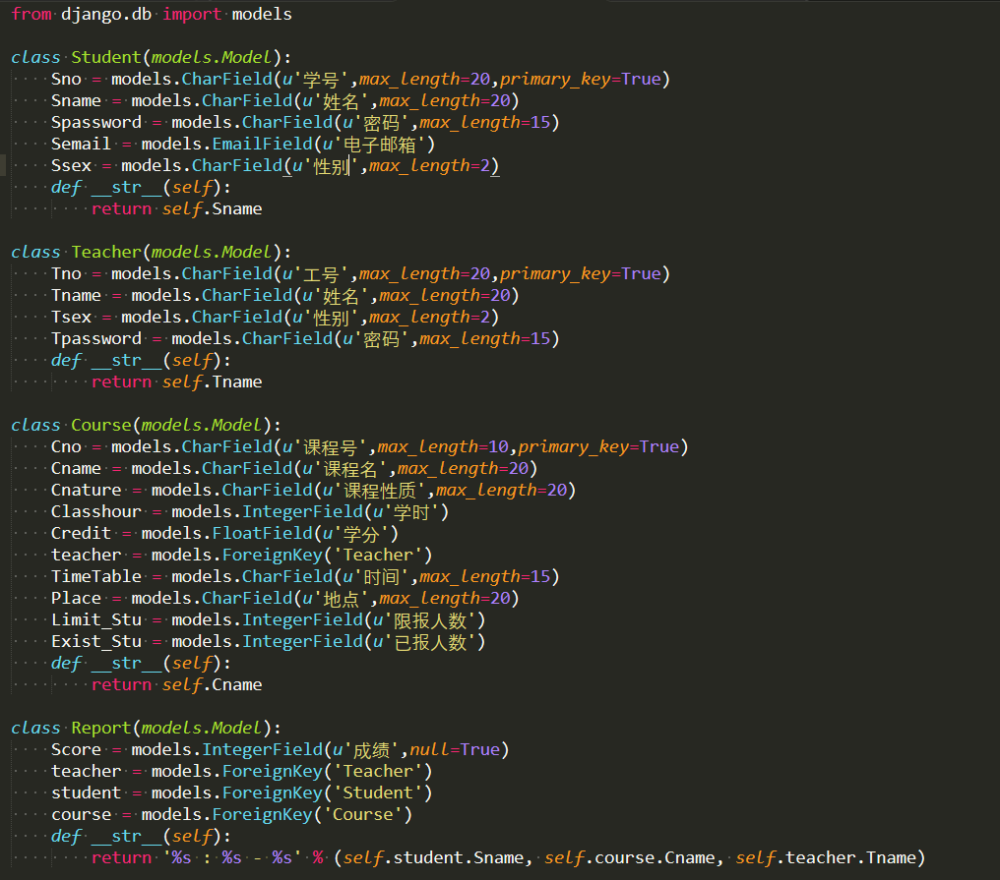 from django.db import models
class Student(models.Model):
Sno = models.CharField(u'学号',max_length=20,primary_key=True)
Sname = models.CharField(u'姓名',max_length=20)
Spassword = models.CharField(u'密码',max_length=15)
Semail = models.EmailField(u'电子邮箱')
Ssex = models.CharField(u'性别',max_length=2)
def __str__(self):
return self.Sname
class Teacher(models.Model):
Tno = models.CharField(u'工号',max_length=20,primary_key=True)
Tname = models.CharField(u'姓名',max_length=20)
Tsex = models.CharField(u'性别',max_length=2)
Tpassword = models.CharField(u'密码',max_length=15)
def __str__(self):
return self.Tname
class Course(models.Model):
Cno = models.CharField(u'课程号',max_length=10,primary_key=True)
Cname = models.CharField(u'课程名',max_length=20)
Cnature = models.CharField(u'课程性质',max_length=20)
Classhour = models.IntegerField(u'学时')
Credit = models.FloatField(u'学分')
teacher = models.ForeignKey('Teacher')
TimeTable = models.CharField(u'时间',max_length=15)
Place = models.CharField(u'地点',max_length=20)
Limit_Stu = models.IntegerField(u'限报人数')
Exist_Stu = models.IntegerField(u'已报人数')
def __str__(self):
return self.Cname
class Report(models.Model):
Score = models.IntegerField(u'成绩',null=True)
teacher = models.ForeignKey('Teacher')
student = models.ForeignKey('Student')
course = models.ForeignKey('Course')
def __str__(self):
return '%s : %s - %s' % (self.student.Sname, self.course.Cname, self.teacher.Tname)